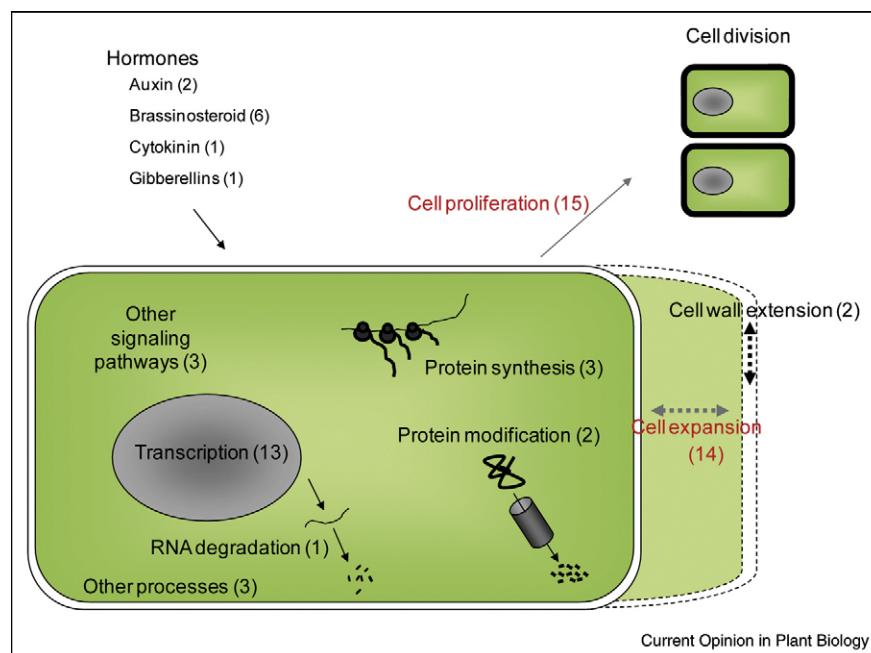 Hormones
Auxin (2)
Brassinosteroid (6)
Cytokinin (1)
Gibberellins (1)
Cell division
Cell proliferation (15)
Other
signaling
pathways (3)
Protein synthesis (3)
Cell wall extension (2)
Transcription (13)
Protein modification (2)
Cell expansion
(14)
RNA degradation (1)
Other processes (3)
Current Opinion in Plant Biology